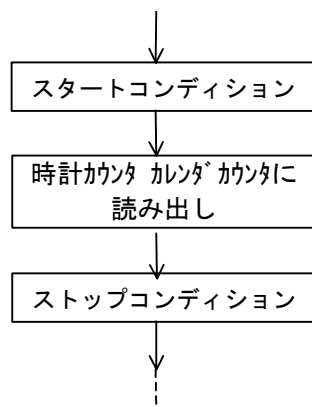 スタートコンディション
時計ｶｳﾝﾀ ｶﾚﾝﾀﾞｶｳﾝﾀに
読み出し
ストップコンディション